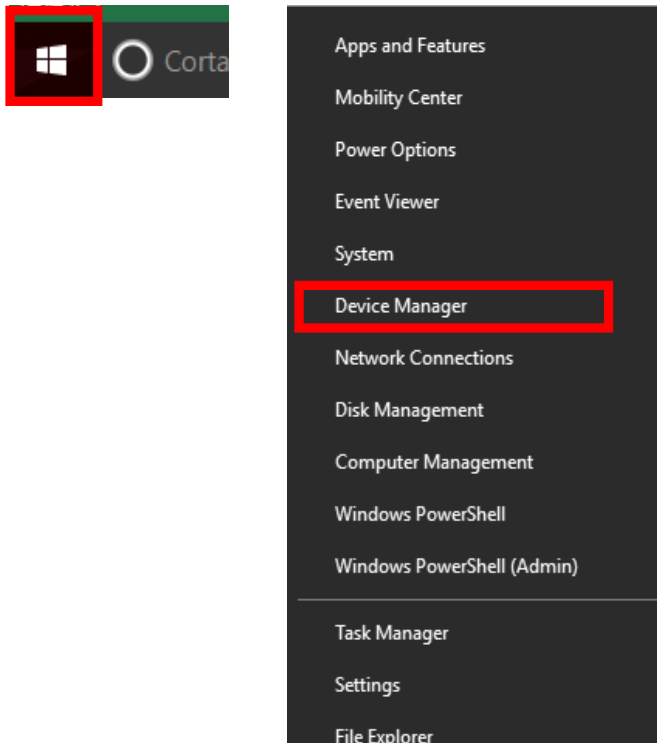 Corta
Apps and Features
Mobility Center
Power Options
Event Viewer
System
Device Manager
Network Connections
Disk Management
Computer Management
Windows PowerShell
Windows PowerShell (Admin)
Task Manager
Settings
File Explorer